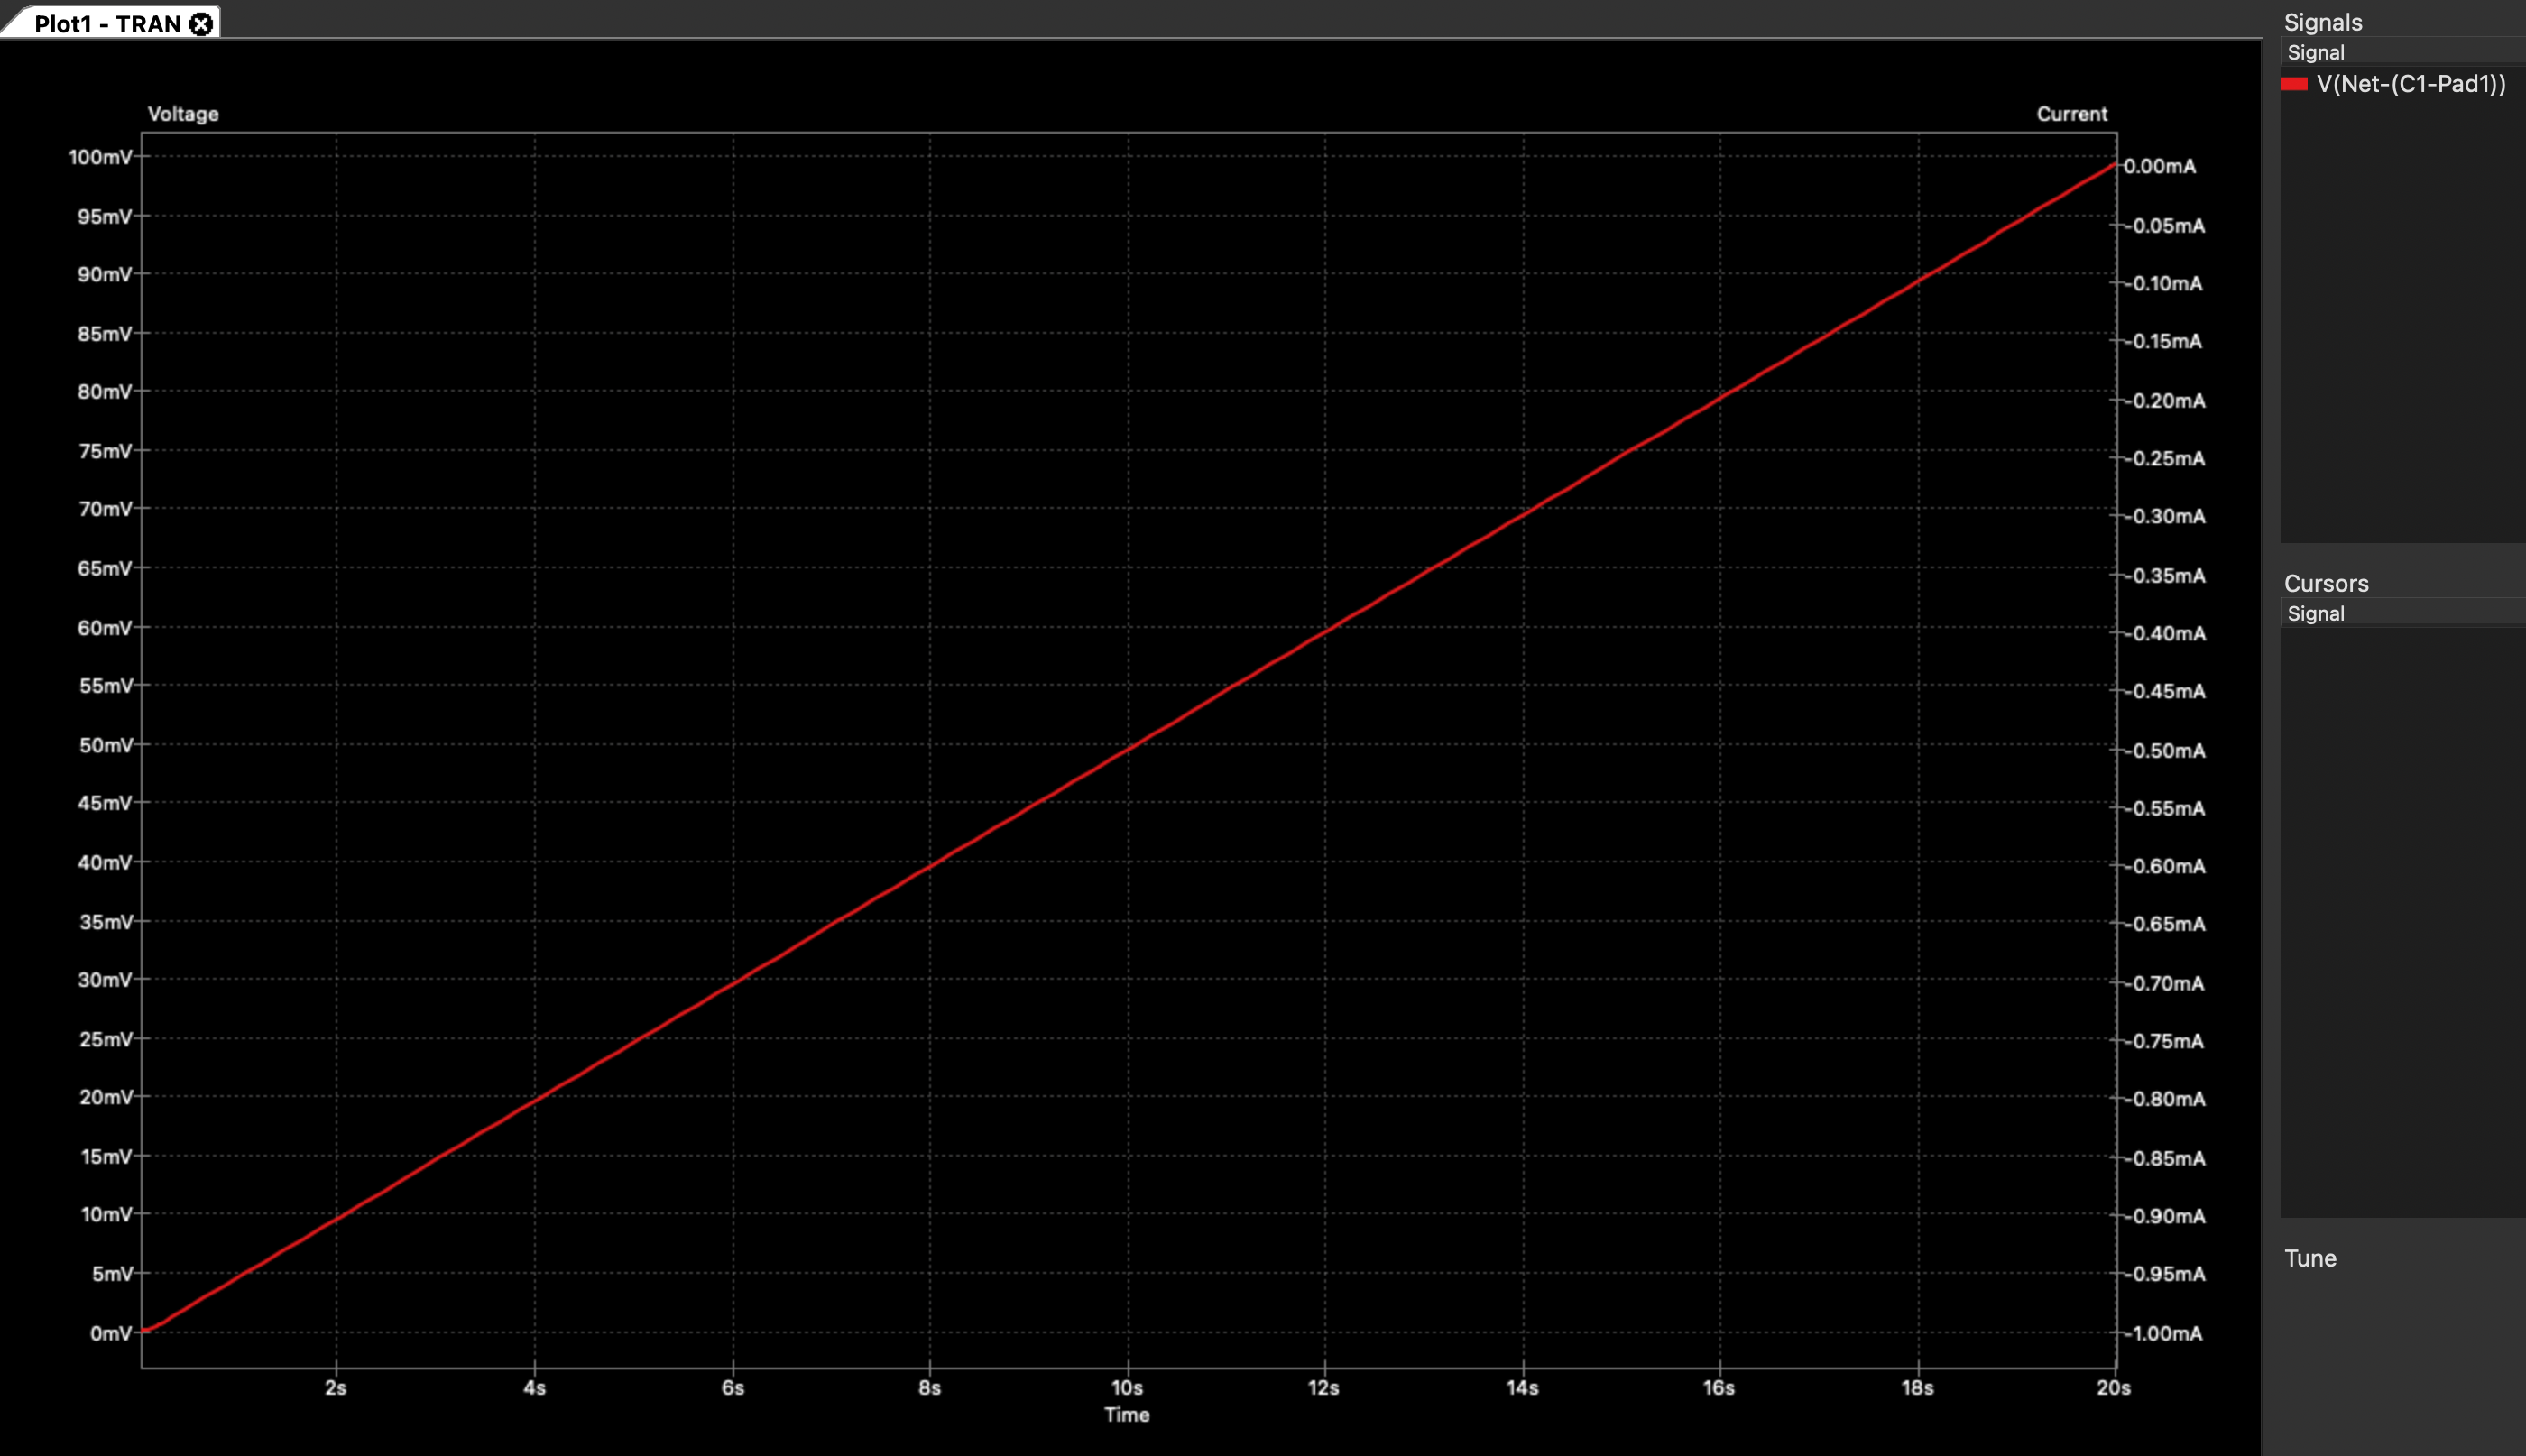 Plot1 - TRAN
Voltage
Current
100mV
95mV
90mV
85mV
80mV
75mV
70mV
65mV
60mV
55mV
50mV
45mV
40mV
35mV
30mV
25mV
20mV
15mV
10mV
5mV
0mV
0.00mA
-0.05mA
-0.10mA
-0.15mA
-0.20mA
-0.25mA
-0.30mA
-0.35mA
-0.40mA
-0.45mA
-0.50mA
-0.55mA
-0.60mA
-0.65mA
-0.70mA
-0.75mA
-0.80mA
-0.85mA
-0.90mA
-0.95mA
-1.00mA
2s 4s 6s 8s 10s 12s 14s 16s 18s 20s
Time
Signals
Signal
V(Net-(C1-Pad1))
Cursors
Signal
Tune